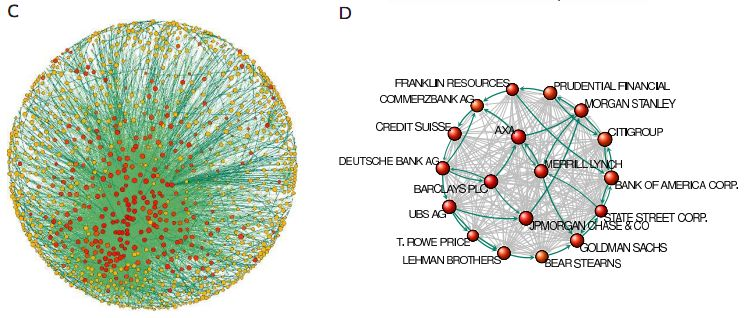 C
D
FRANKLIN RESOURCES
PRUDENTIAL FINANCIAL
COMMERZBANK AG
MORGAN STANLEY
CREDIT SUISSE
AXA
CITIGROUP
DEUTSCHE BANK AG
MERRILL LYNCH
BARCLAYS PLC
BANK OF AMERICA CORP.
UBS AG
STATE STREET CORP.
JPMORGAN CHASE & CO
T. ROWE PRICE
GOLDMAN SACHS
LEHMAN BROTHERS
BEAR STEARNS